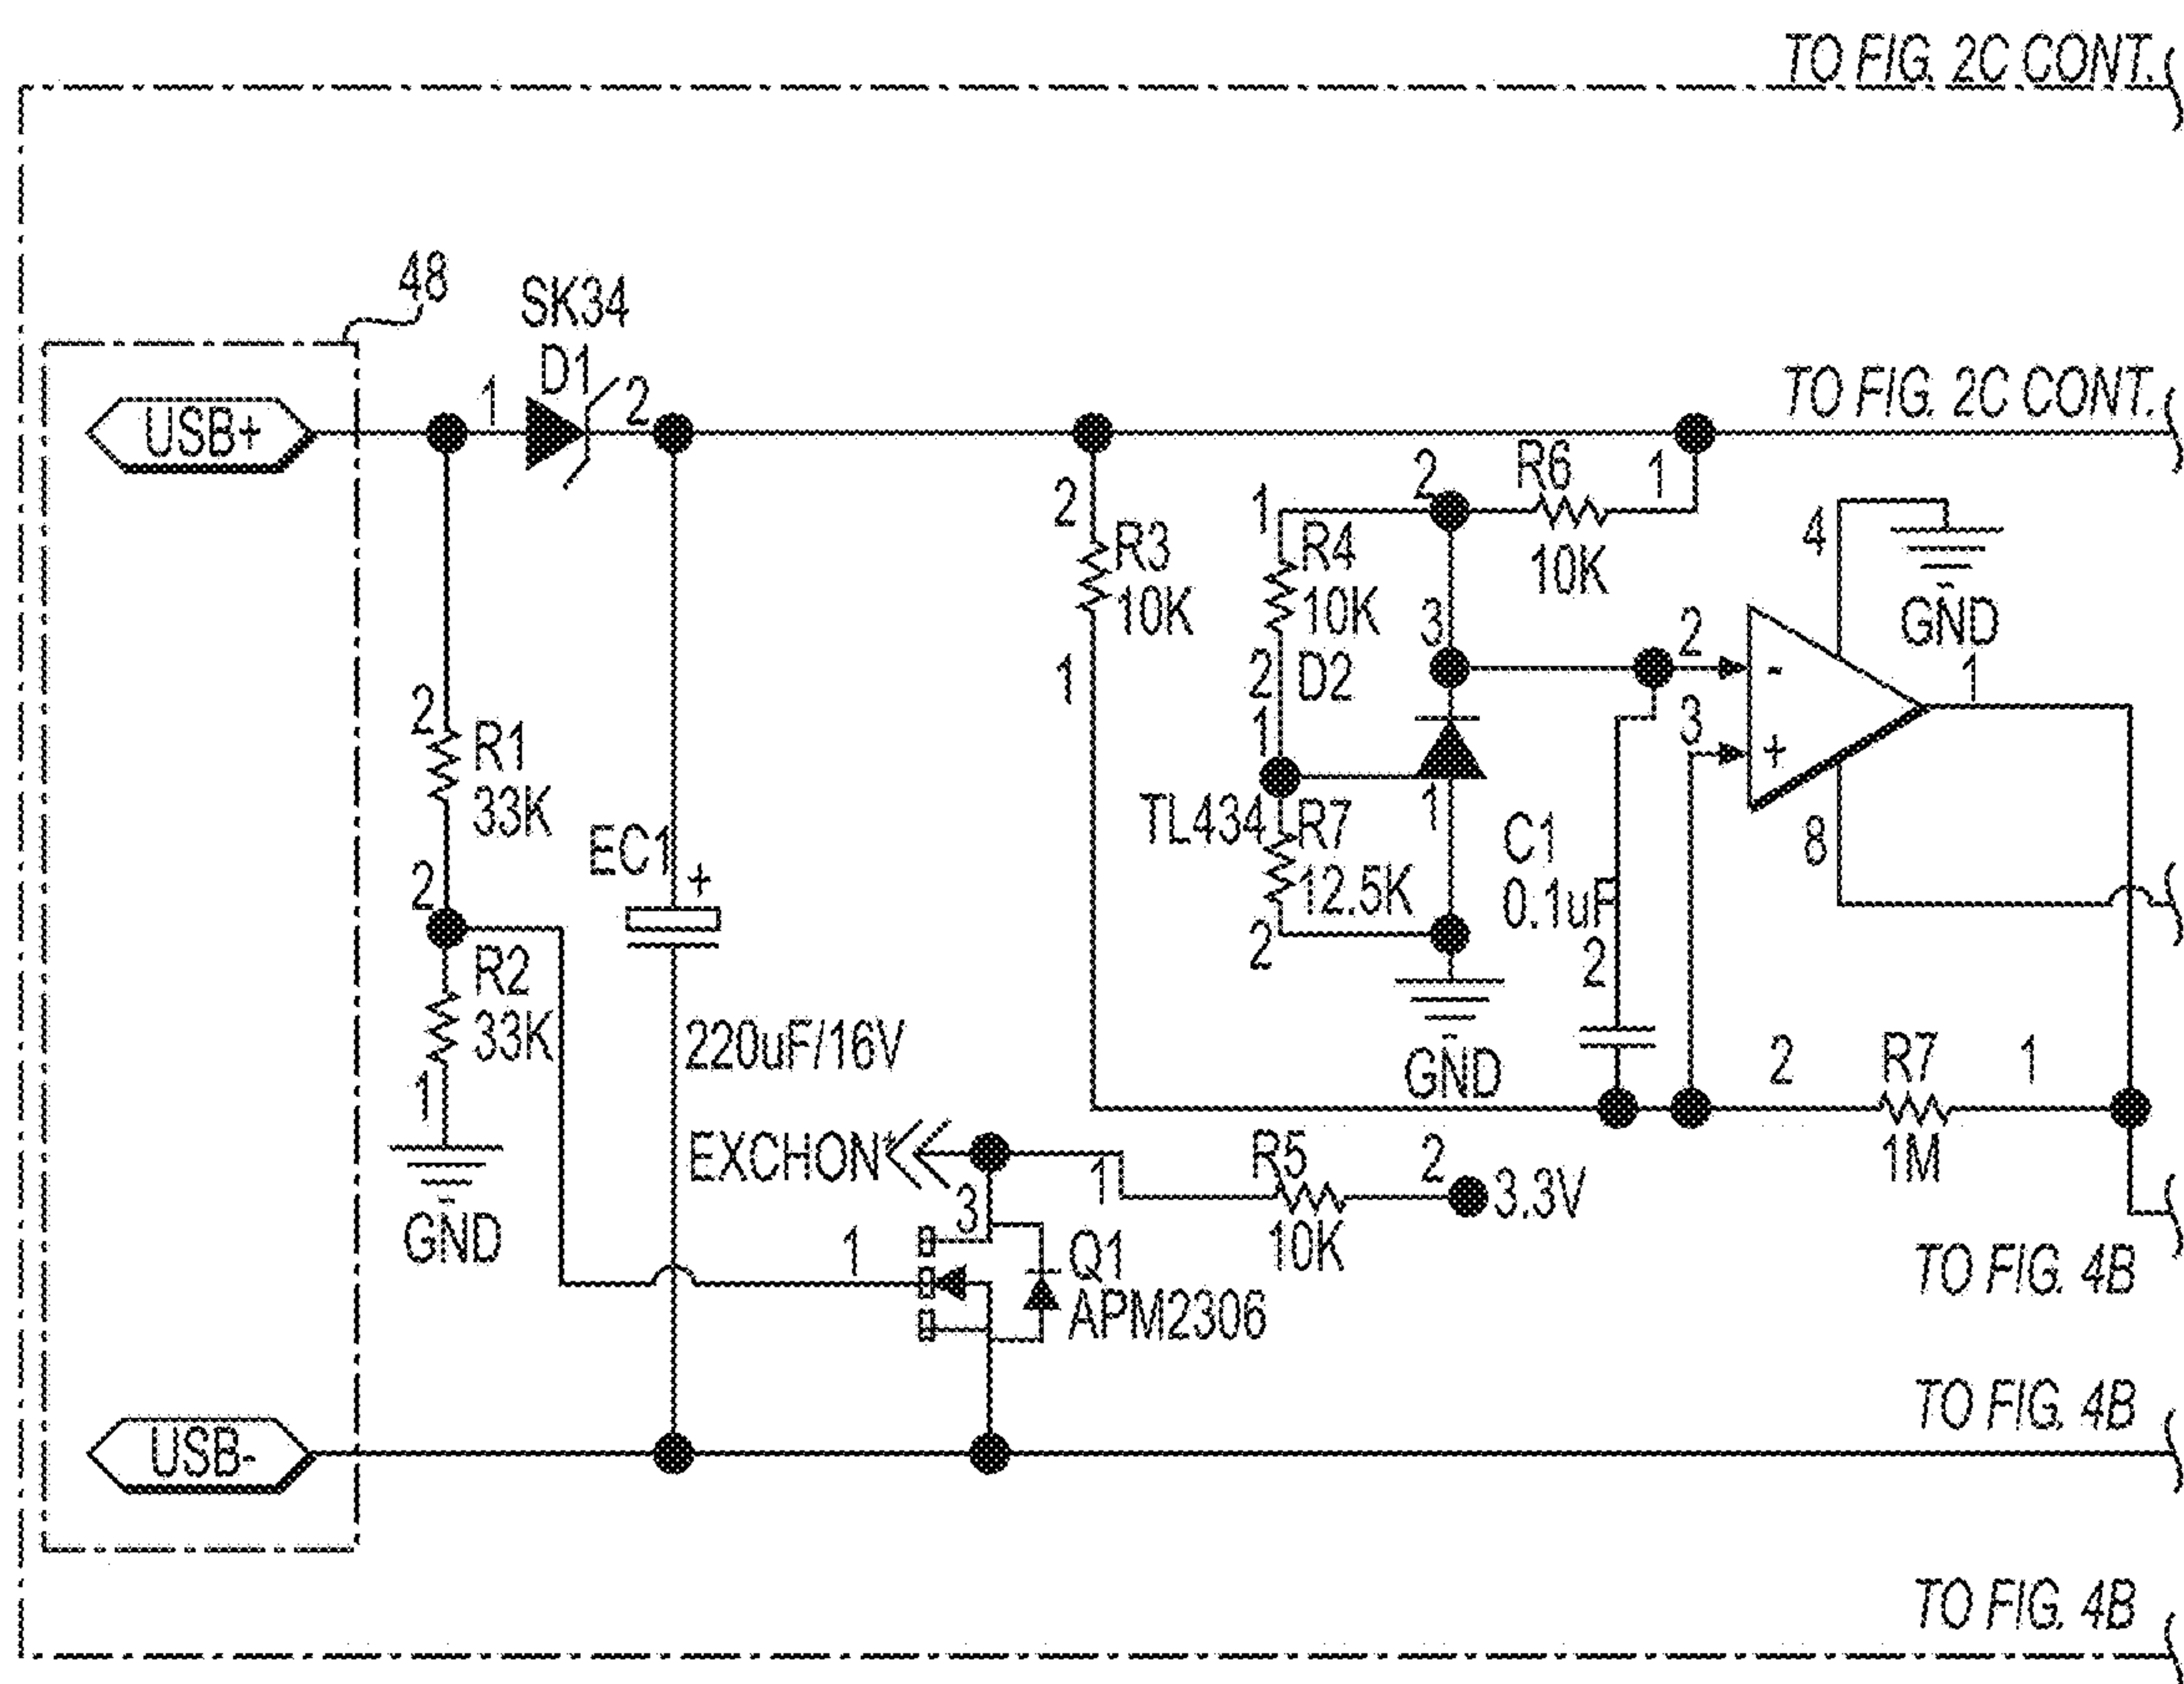 TO FIG. 2C CONT.
48
SK34
D1
1
2
USB+
TO FIG. 2C CONT.
2
R3
10K
1
1
R4
10K
2
D2
1
2
R6
1
10K
3
4
GND
2
-
3
+
1
8
2
R1
33K
2
R2
33K
1
GND
EC1
+
220uF/16V
TL434
R7
12.5K
2
1
GND
C1
0.1uF
2
2
R7
1
1M
EXCHON
3
1
R5
2
10K
3.3V
1
Q1
APM2306
TO FIG. 4B
TO FIG. 4B
USB-
TO FIG. 4B